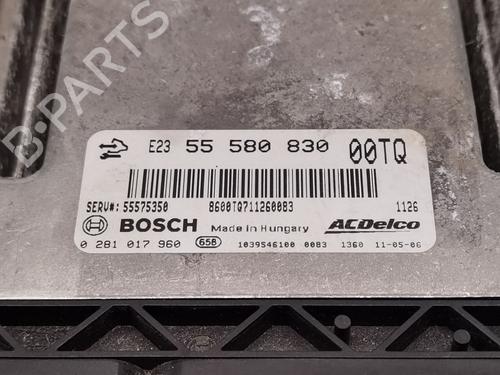 E23 55 580 830 00TQ
SERV#: 55575350 8600TQ711260083 1126
BOSCH Made in Hungary ACDelco
0 281 017 960 658 1039S46100 0083 1360 11-05-06
B-PARTS